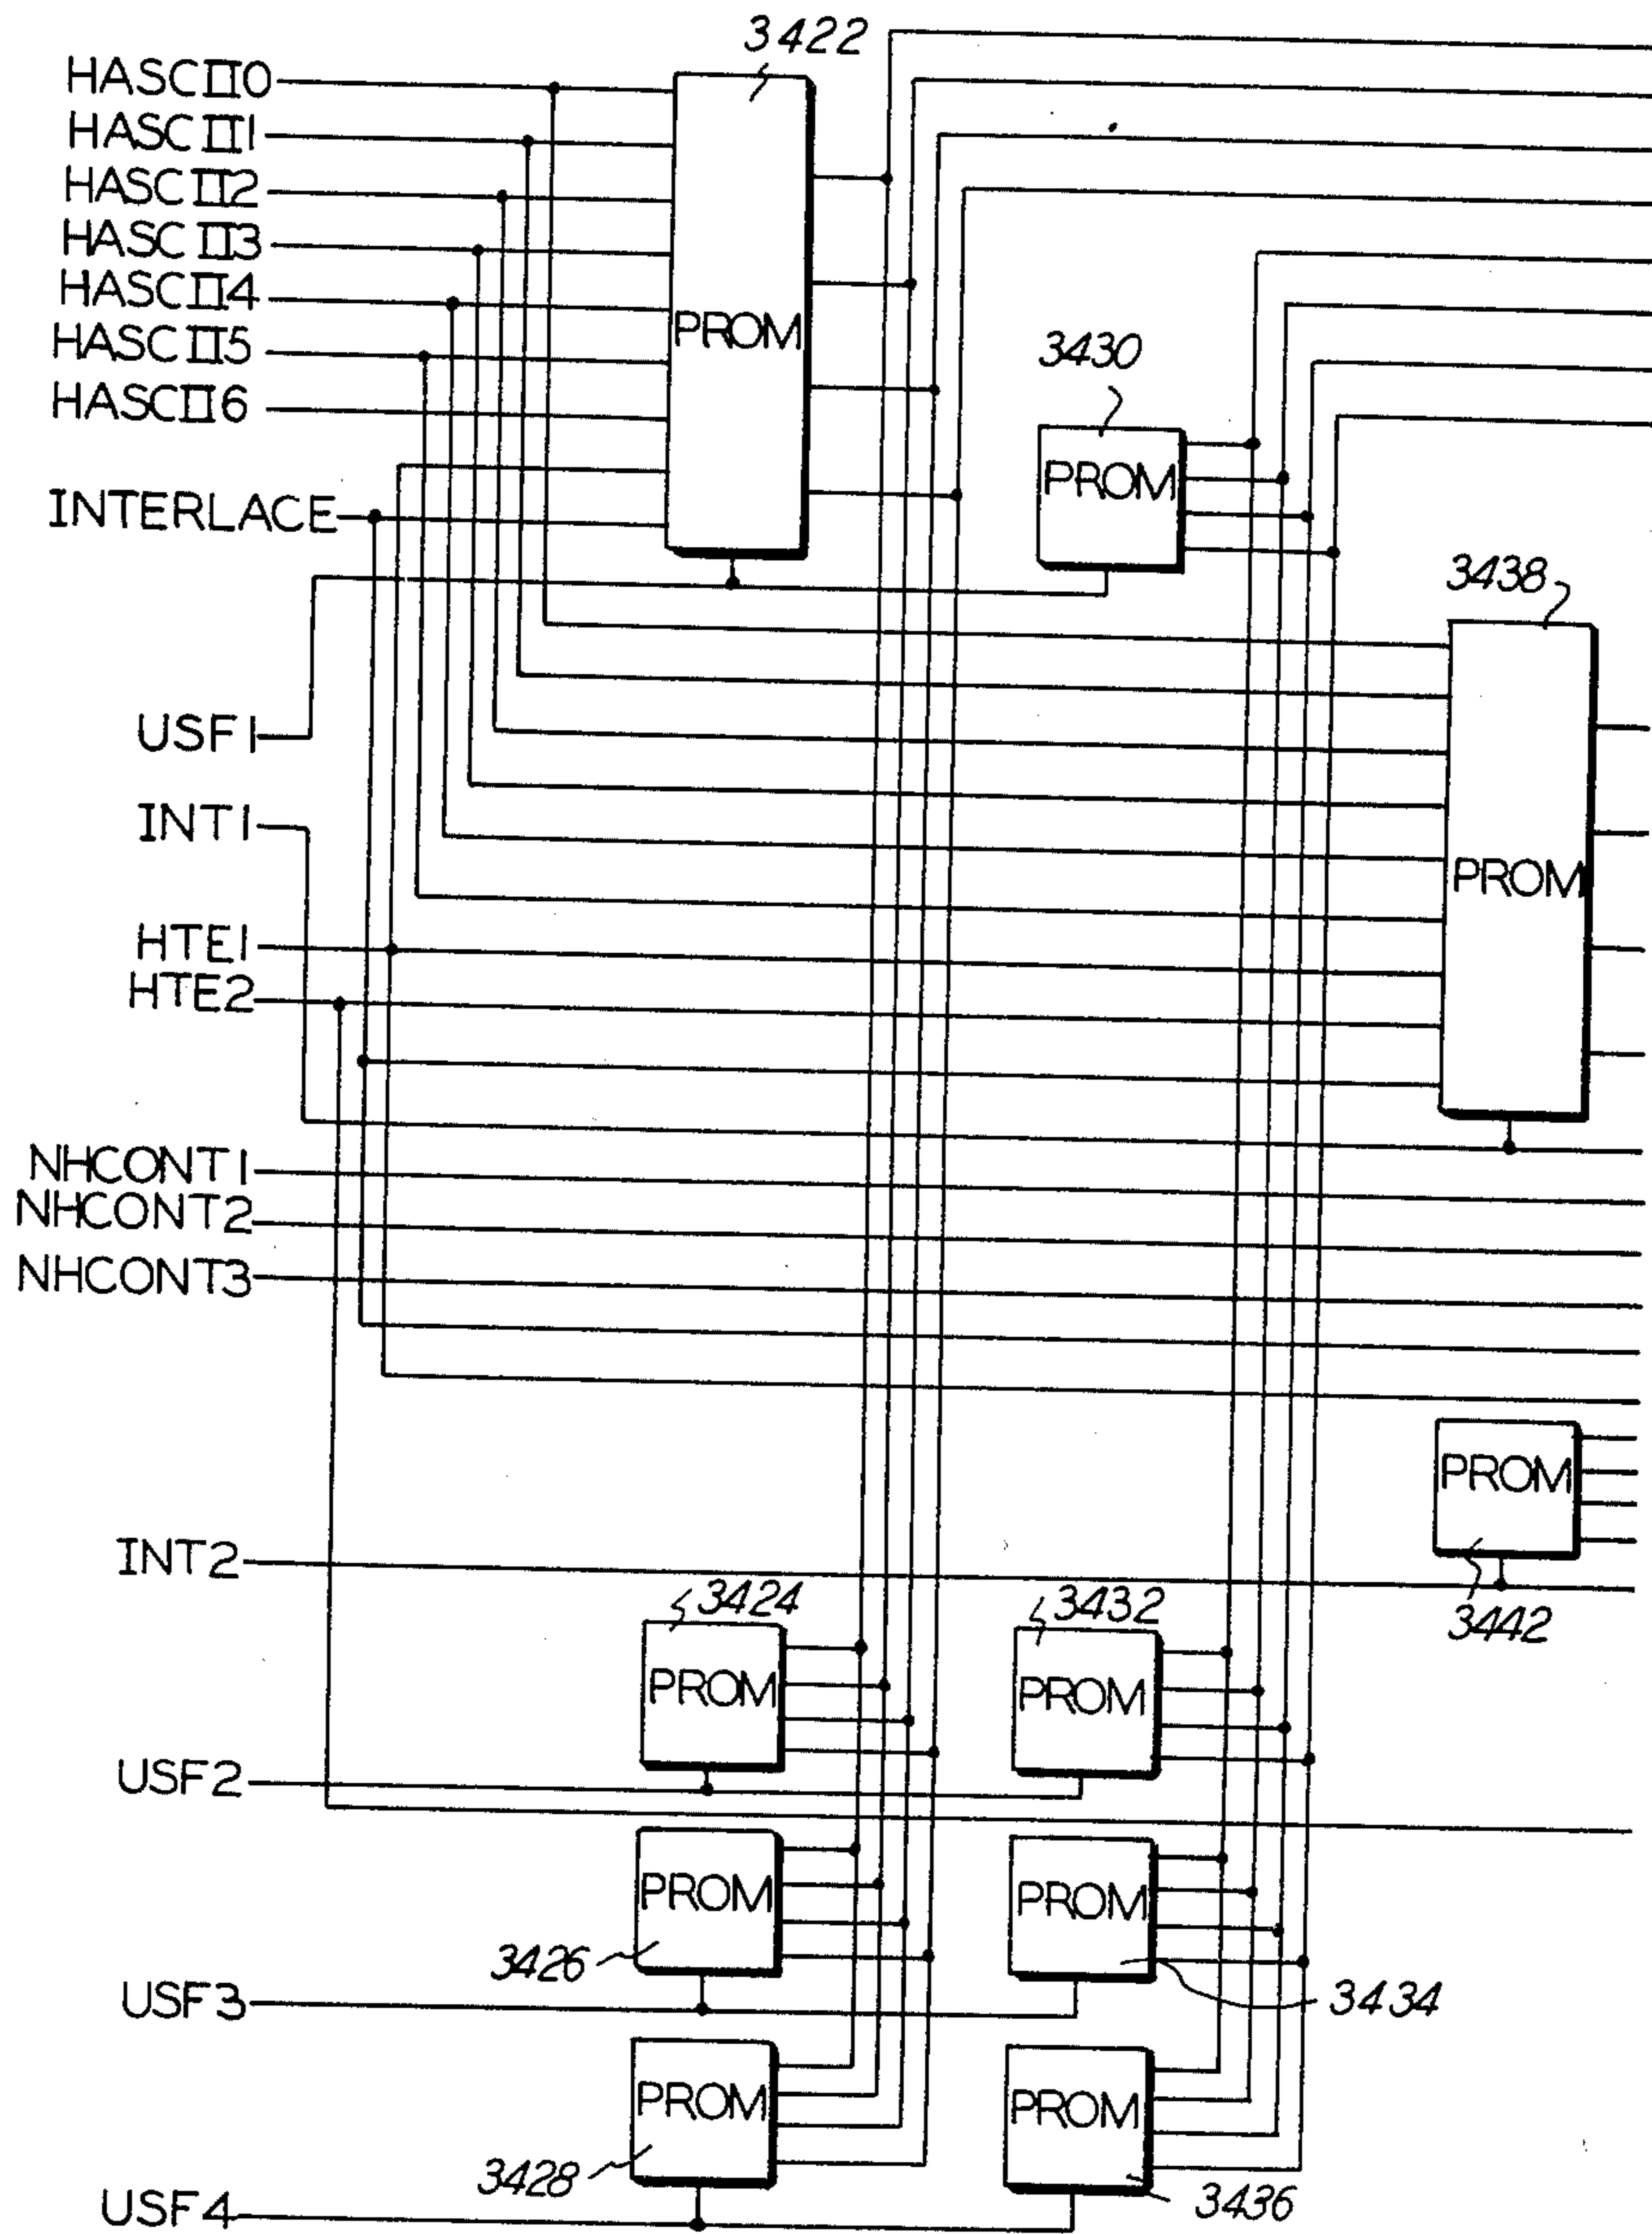 3422
HASCII0
HASCII1
HASCII2
HASCII3
HASCII4
HASCII5
HASCII6
PROM
3430
PROM
INTERLACE
3438
USF1
INT1
PROM
HTE1
HTE2
NHCONT1
NHCONT2
NHCONT3
PROM
INT2
3424
3432
3442
PROM
PROM
USF2
PROM
PROM
3426
USF3
3434
PROM
PROM
3428
3436
USF4